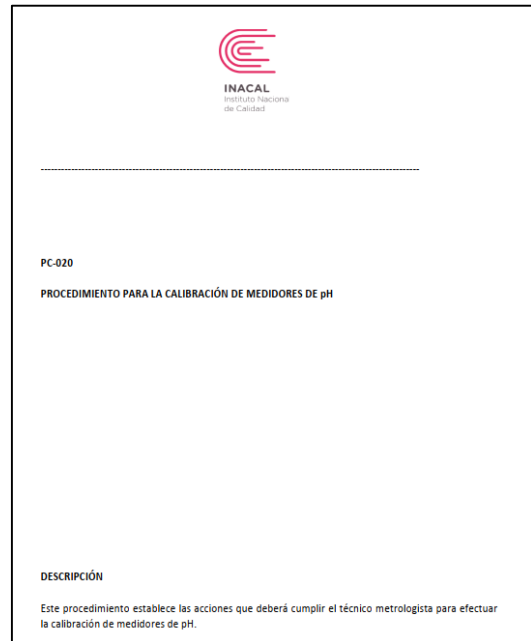 INACAL
Instituto Nacional
de Calidad
PC-020
PROCEDIMIENTO PARA LA CALIBRACIÓN DE MEDIDORES DE pH
DESCRIPCIÓN
Este procedimiento establece las acciones que deberá cumplir el técnico metrologista para efectuar
la calibración de medidores de pH.